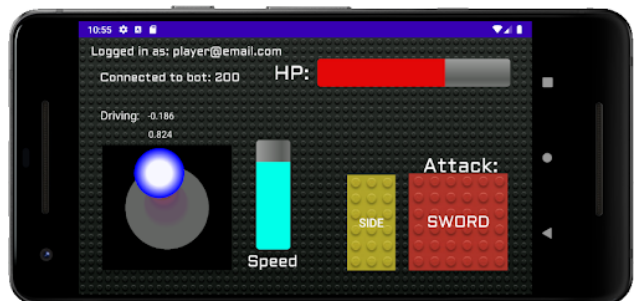 10:55
Logged in as: player@email.com
Connected to bot: 200
HP:
Driving: -0.186
0.824
Attack:
SIDE
SWORD
Speed